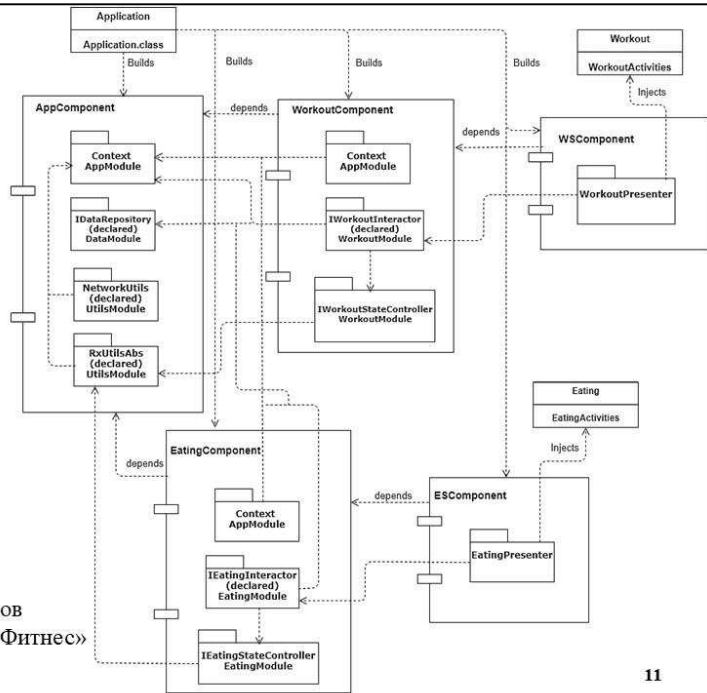 Application
Application.class
Builds
Builds
Builds
Builds
Workout
WorkoutActivities
Injects
AppComponent
depends
WorkoutComponent
depends
WSComponent
Context
AppModule
Context
AppModule
WorkoutPresenter
IDataRepository
(declared)
DataModule
IWorkoutInteractor
(declared)
WorkoutModule
NetworkUtils
(declared)
UtilsModule
IWorkoutStateController
WorkoutModule
RxUtilsAbs
(declared)
UtilsModule
Eating
EatingActivities
Injects
depends
EatingComponent
depends
ESComponent
Context
AppModule
EatingPresenter
IEatingInteractor
(declared)
EatingModule
IEatingStateController
EatingModule
ов
Фитнес»
11